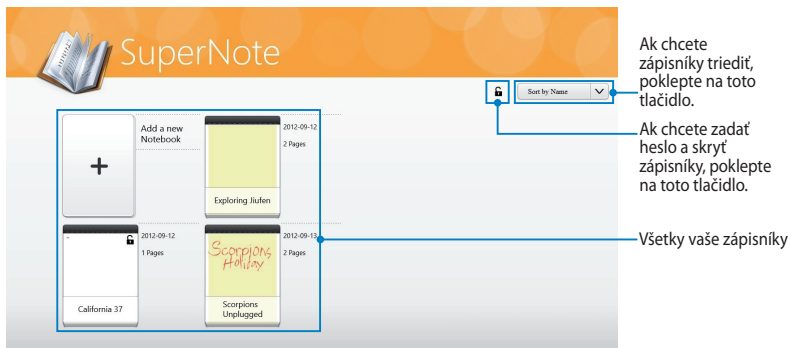 SuperNote
Ak chcete
zápisníky triediť,
poklepte na toto
tlačidlo.
Sort by Name
Ak chcete zadať
heslo a skryť
zápisníky, poklepte
na toto tlačidlo.
Add a new
Notebook
2012-09-12
2 Pages
Exploring Jiufen
2012-09-12
1 Pages
California 37
Scorpions
Holiday
2012-09-13
2 Pages
Scorpions
Unplugged
Všetky vaše zápisníky